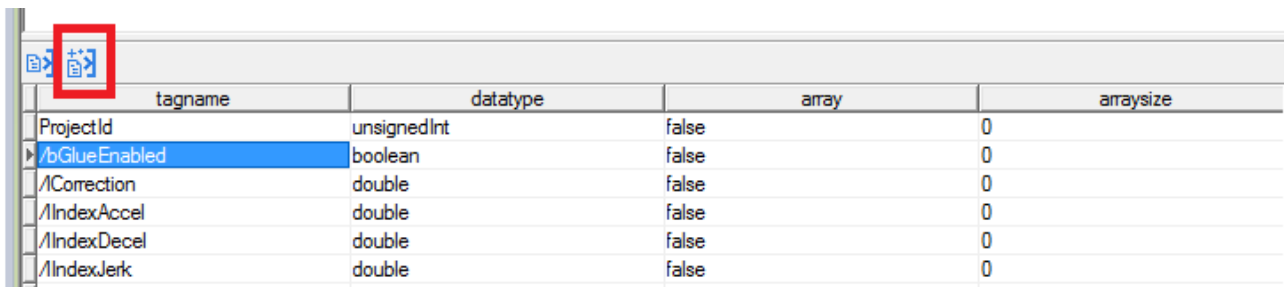 tagname datatype array arraysize
ProjectId unsignedInt false 0
/bGlueEnabled boolean false 0
/lCorrection double false 0
/lIndexAccel double false 0
/lIndexDecel double false 0
/lIndexJerk double false 0